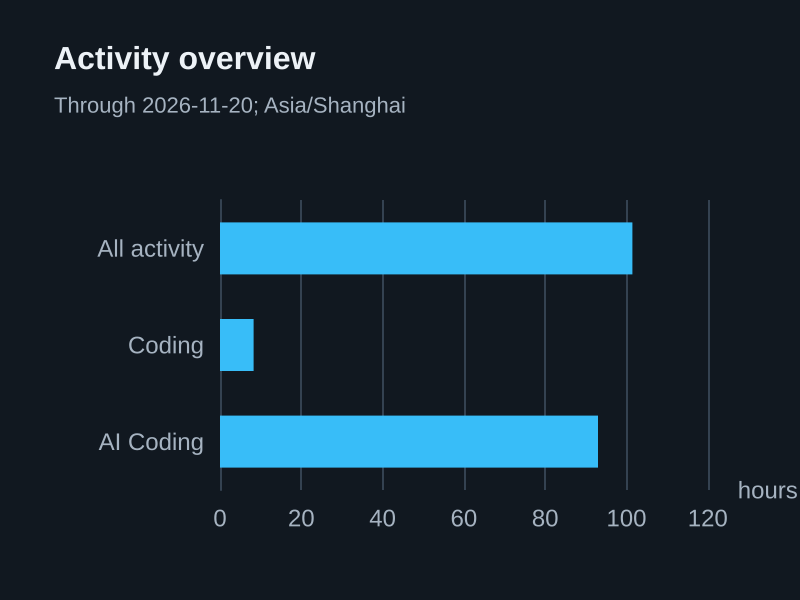 Activity overview
Through 2026-11-20; Asia/Shanghai
All activity
Coding
AI Coding
hours
0 20 40 60 80 100 120